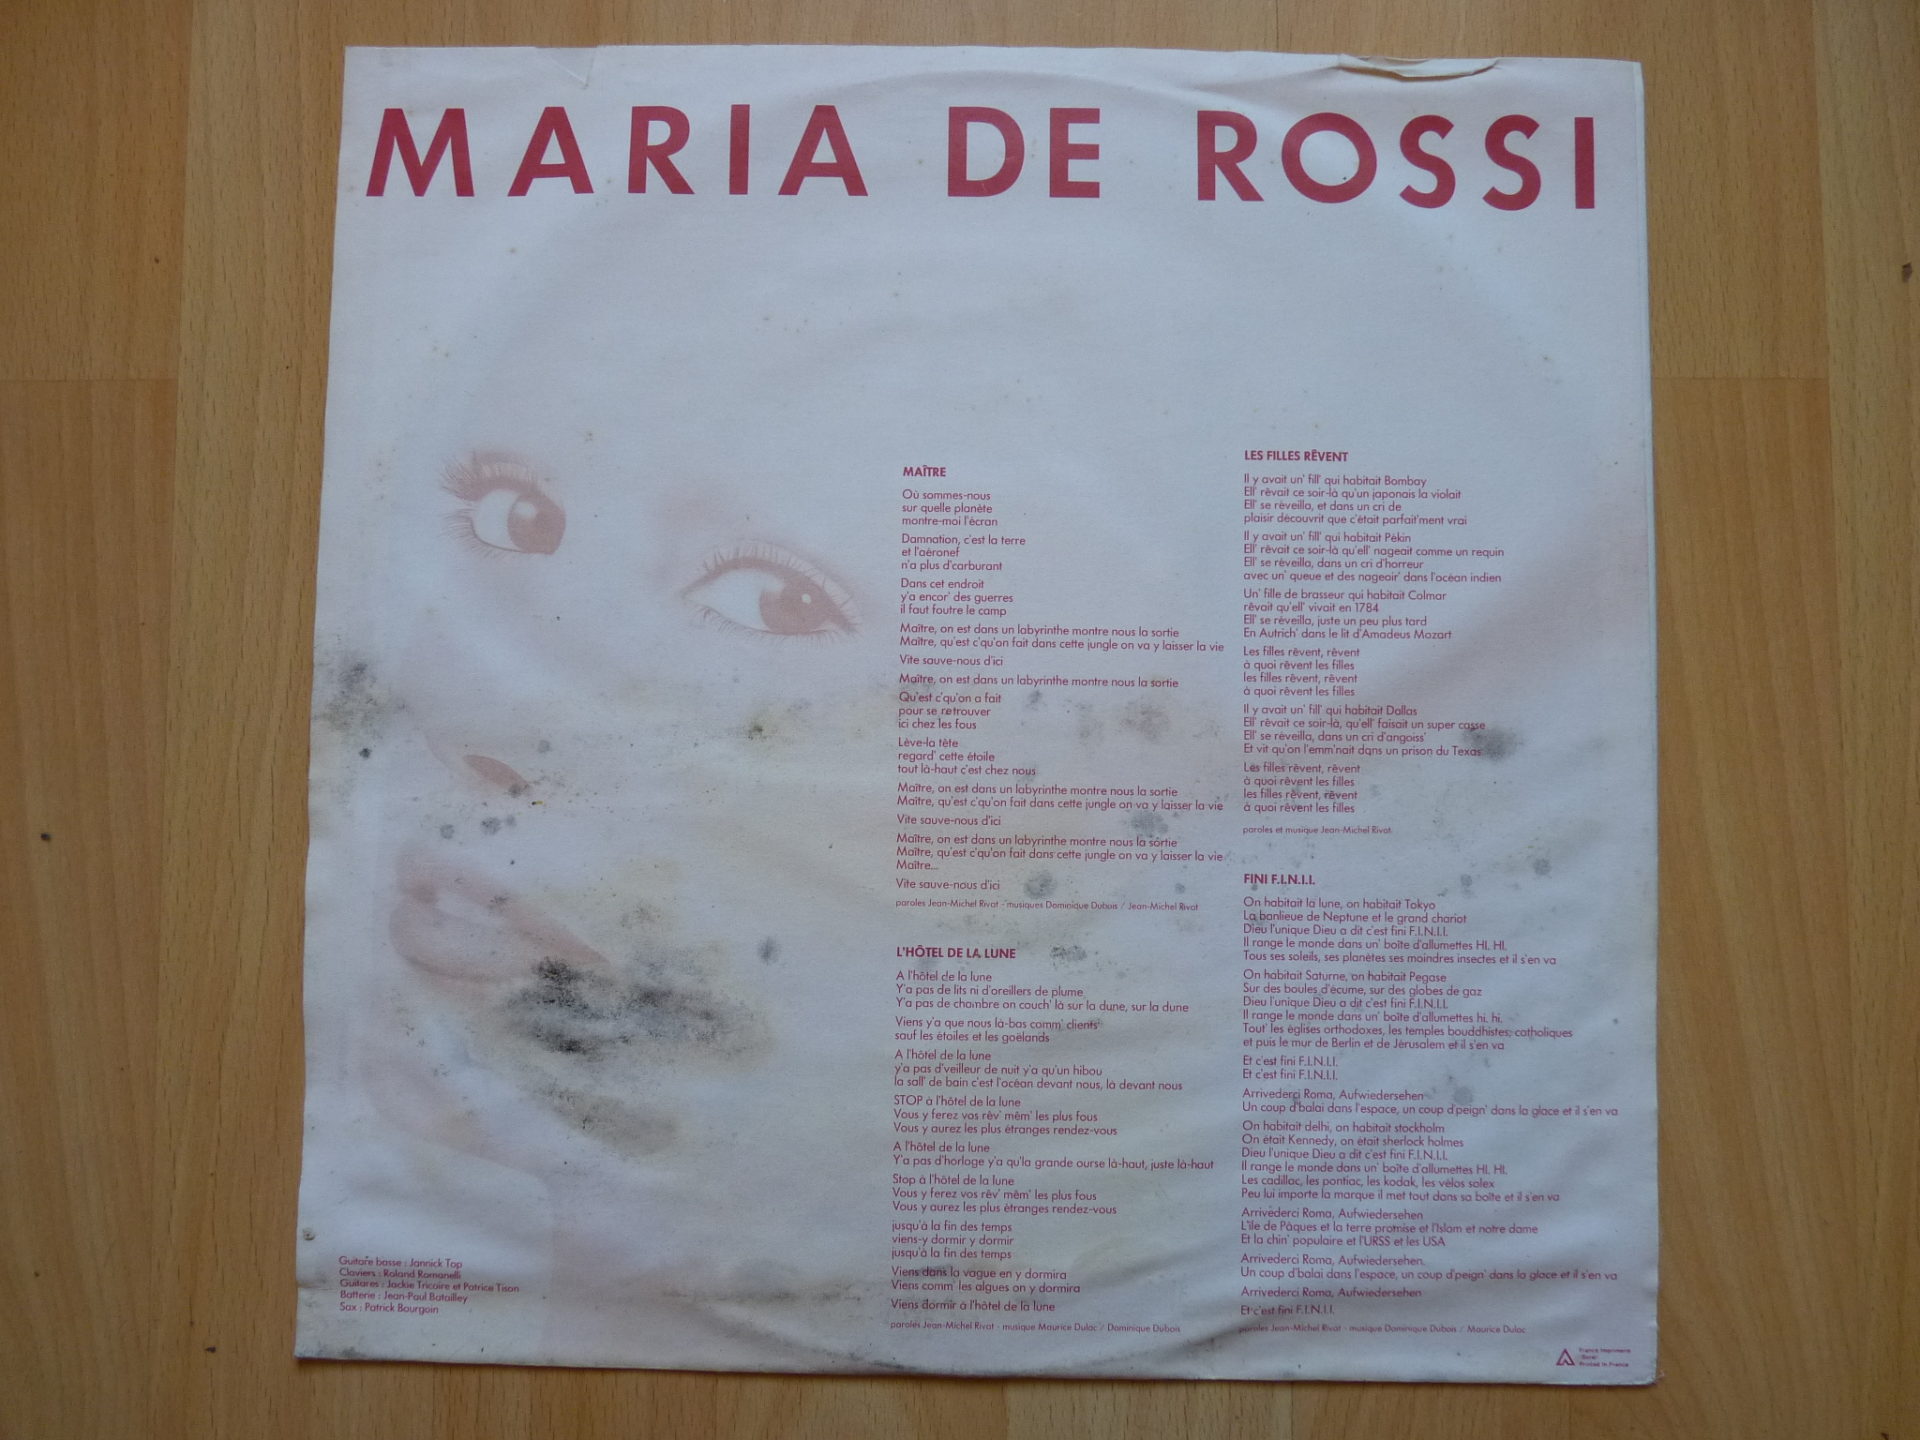 MARIA DE ROSSI
MAÎTRE
Où sommes-nous
sur quelle planète
montre-moi l'écran
Damnation, c'est la terre
et l'aéronef
n'a plus d'carburant
Dans cet endroit
y'a encor' des guerres
il faut foutre le camp
Maître, on est dans un labyrinthe montre nous la sortie
Maître, qu'est c'qu'on fait dans cette jungle on va y laisser la vie
Vite sauve-nous d'ici
Maître, on est dans un labyrinthe montre nous la sortie
Qu'est c'qu'on a fait
pour se retrouver
ici chez les fous
Lève-la tête
regard' cette étoile
tout là-haut c'est chez nous
Maître, on est dans un labyrinthe montre nous la sortie
Maître, qu'est c'qu'on fait dans cette jungle on va y laisser la vie
Vite sauve-nous d'ici
Maître, on est dans un labyrinthe montre nous la sortie
Maître, qu'est c'qu'on fait dans cette jungle on va y laisser la vie
Maître...
Vite sauve-nous d'ici
paroles Jean-Michel Rivat - musiques Dominique Dubois / Jean-Michel Rivat
L'HÔTEL DE LA LUNE
A l'hôtel de la lune
Y'a pas de lits ni d'oreillers de plume
Y'a pas de chambre on couch' là sur la dune, sur la dune
Viens y'a que nous là-bas comm' clients'
sauf les étoiles et les goëlands
A l'hôtel de la lune
y'a pas d'veilleur de nuit y'a qu'un hibou
la sall' de bain c'est l'océan devant nous, là devant nous
STOP à l'hôtel de la lune
Vous y ferez vos rêv' mêm' les plus fous
Vous y aurez les plus étranges rendez-vous
A l'hôtel de la lune
Y'a pas d'horloge y'a qu'la grande ourse là-haut, juste là-haut
Stop à l'hôtel de la lune
Vous y ferez vos rêv' mêm' les plus fous
Vous y aurez les plus étranges rendez-vous
jusqu'à la fin des temps
viens-y dormir y dormir
jusqu'à la fin des temps
Viens dans la vague en y dormira
Viens comm' les algues on y dormira
Viens dormir à l'hôtel de la lune
paroles Jean-Michel Rivat - musique Maurice Dulac / Dominique Dubois
LES FILLES RÊVENT
Il y avait un' fill' qui habitait Bombay
Ell' rêvait ce soir-là qu'un japonais la violait
Ell' se réveilla, et dans un cri de
plaisir découvrit que c'était parfait'ment vrai
Il y avait un' fill' qui habitait Pékin
Ell' rêvait ce soir-là qu'ell' nageait comme un requin
Ell' se réveilla, dans un cri d'horreur
avec un' queue et des nageoir' dans l'océan indien
Un' fille de brasseur qui habitait Colmar
rêvait qu'ell' vivait en 1784
Ell' se réveilla, juste un peu plus tard
En Autrich' dans le lit d'Amadeus Mozart
Les filles rêvent, rêvent
à quoi rêvent les filles
les filles rêvent, rêvent
à quoi rêvent les filles
Il y avait un' fill' qui habitait Dallas
Ell' rêvait ce soir-là, qu'ell' faisait un super casse
Ell' se réveilla, dans un cri d'angoiss'
Et vit qu'on l'emm'nait dans un prison du Texas
Les filles rêvent, rêvent
à quoi rêvent les filles
les filles rêvent, rêvent
à quoi rêvent les filles
paroles et musique Jean-Michel Rivat
FINI F.I.N.I.I.
On habitait la lune, on habitait Tokyo
La banlieue de Neptune et le grand chariot
Dieu l'unique Dieu a dit c'est fini F.I.N.I.I.
Il range le monde dans un' boîte d'allumettes HI. HI.
Tous ses soleils, ses planètes ses moindres insectes et il s'en va
On habitait Saturne, on habitait Pegase
Sur des boules d'écume, sur des globes de gaz
Dieu l'unique Dieu a dit c'est fini F.I.N.I.I.
Il range le monde dans un' boîte d'allumettes hi. hi.
Tout' les églises orthodoxes, les temples bouddhistes, catholiques
et puis le mur de Berlin et de Jérusalem et il s'en va
Et c'est fini F.I.N.I.I.
Et c'est fini F.I.N.I.I.
Arrivederci Roma, Aufwiedersehen
Un coup d'balai dans l'espace, un coup d'peign' dans la glace et il s'en va
On habitait delhi, on habitait stockholm
On était Kennedy, on était sherlock holmes
Dieu l'unique Dieu a dit c'est fini F.I.N.I.I.
Il range le monde dans un' boîte d'allumettes HI. HI.
Les cadillac, les pontiac, les kodak, les vélos solex
Peu lui importe la marque il met tout dans sa boîte et il s'en va
Arrivederci Roma, Aufwiedersehen
L'île de Pâques et la terre promise et l'Islam et notre dame
Et la chin' populaire et l'URSS et les USA
Arrivederci Roma, Aufwiedersehen.
Un coup d'balai dans l'espace, un coup d'peign' dans la glace et il s'en va
Arrivederci Roma, Aufwiedersehen
Et c'est fini F.I.N.I.I.
paroles Jean-Michel Rivat - musique Dominique Dubois / Maurice Dulac
Guitare basse : Jannick Top
Claviers : Roland Romanelli
Guitares : Jackie Tricoire et Patrice Tison
Batterie : Jean-Paul Batailley
Sax : Patrick Bourgoin
France Imprimerie
Printed in France